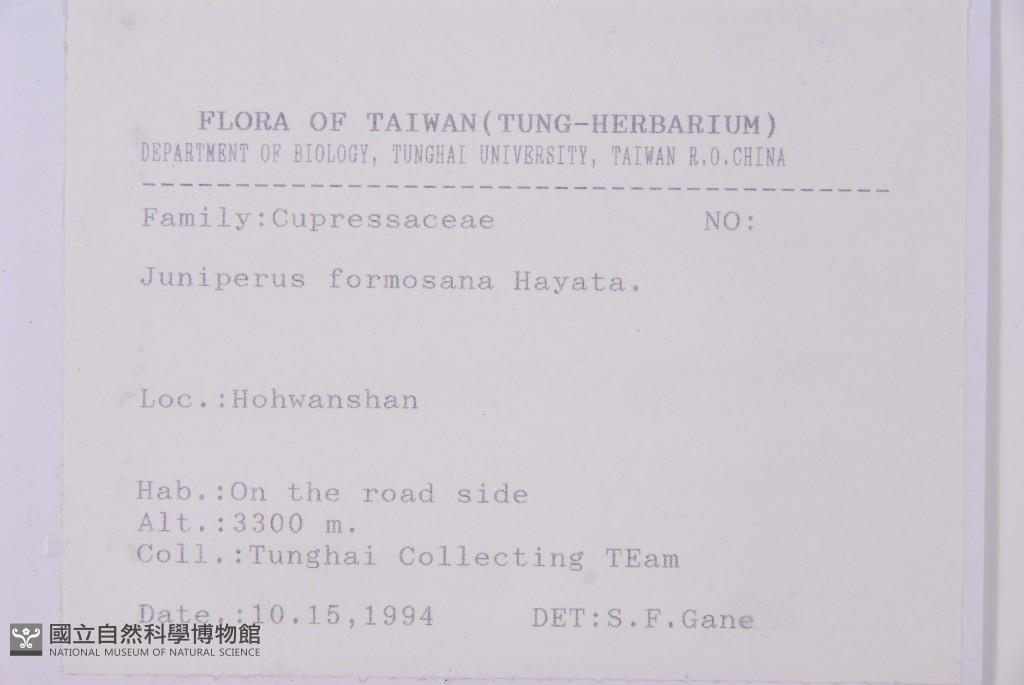 FLORA OF TAIWAN(TUNG-HERBARIUM)
DEPARTMENT OF BIOLOGY, TUNGHAI UNIVERSITY, TAIWAN R.O.CHINA
----------------------------------------
Family:Cupressaceae NO:
Juniperus formosana Hayata.
Loc.:Hohwanshan
Hab.:On the road side
Alt.:3300 m.
Coll.:Tunghai Collecting TEam
Date.:10.15,1994 DET:S.F.Gane
國立自然科學博物館
NATIONAL MUSEUM OF NATURAL SCIENCE